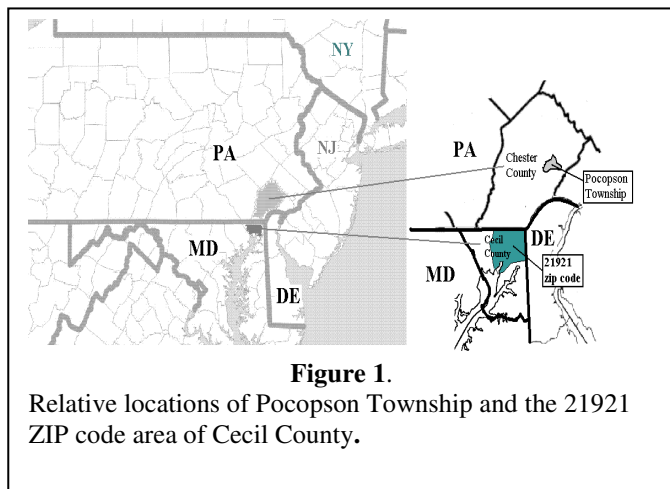 NY
PA
NJ
MD
DE
PA
Chester
County
Pocopson
Township
Cecil
County
DE
MD
21921
zip code
Figure 1.
Relative locations of Pocopson Township and the 21921
ZIP code area of Cecil County.